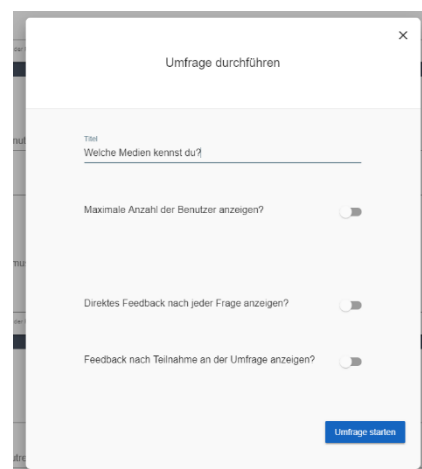 Umfrage durchführen
Titel
Welche Medien kennst du?
Maximale Anzahl der Benutzer anzeigen?
Direktes Feedback nach jeder Frage anzeigen?
Feedback nach Teilnahme an der Umfrage anzeigen?
Umfrage starten